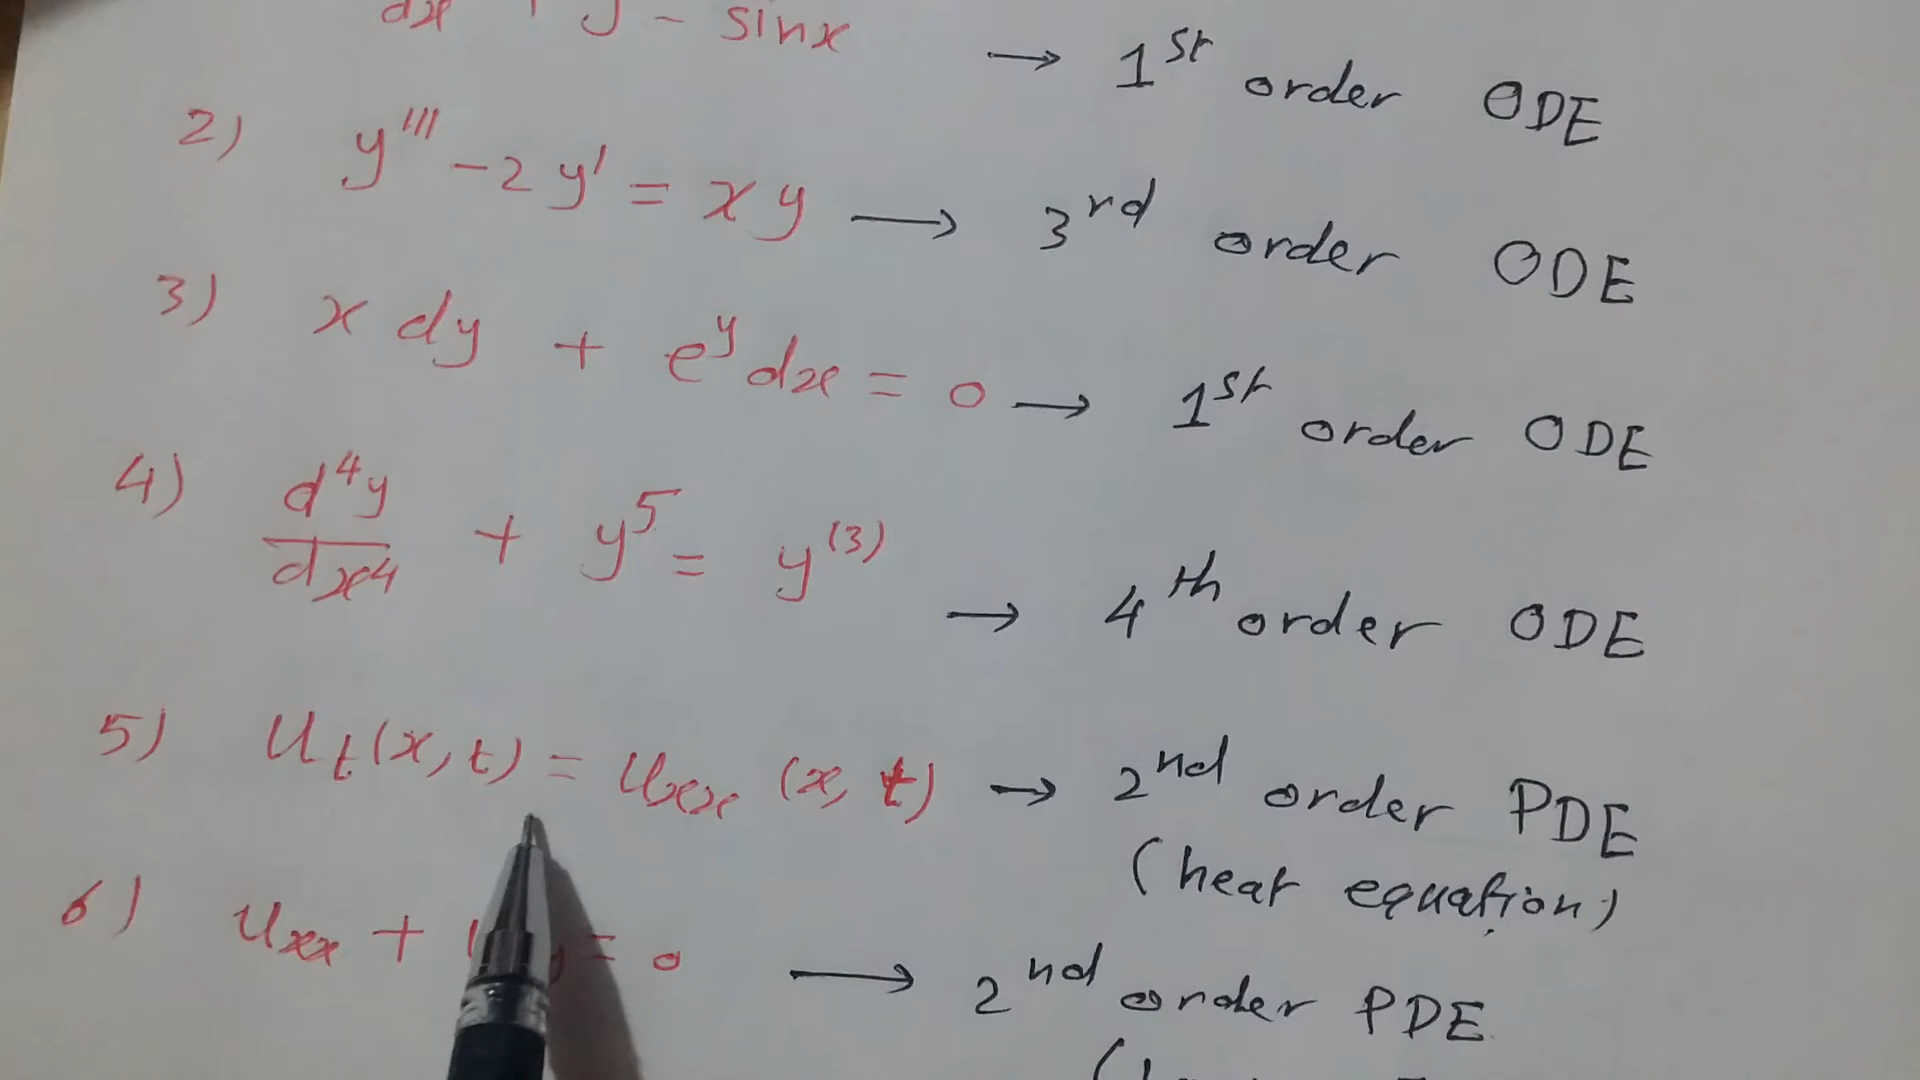 sinx → 1st order ODE
2) y''' - 2y' = xy → 3rd order ODE
3) x dy + e^y dx = 0 → 1st order ODE
4) d⁴y/dx⁴ + y⁵ = y⁽³⁾ → 4th order ODE
5) u_t(x,t) = u_xx (x,t) → 2nd order PDE
(heat equation)
6) u_xx + = 0 → 2nd order PDE